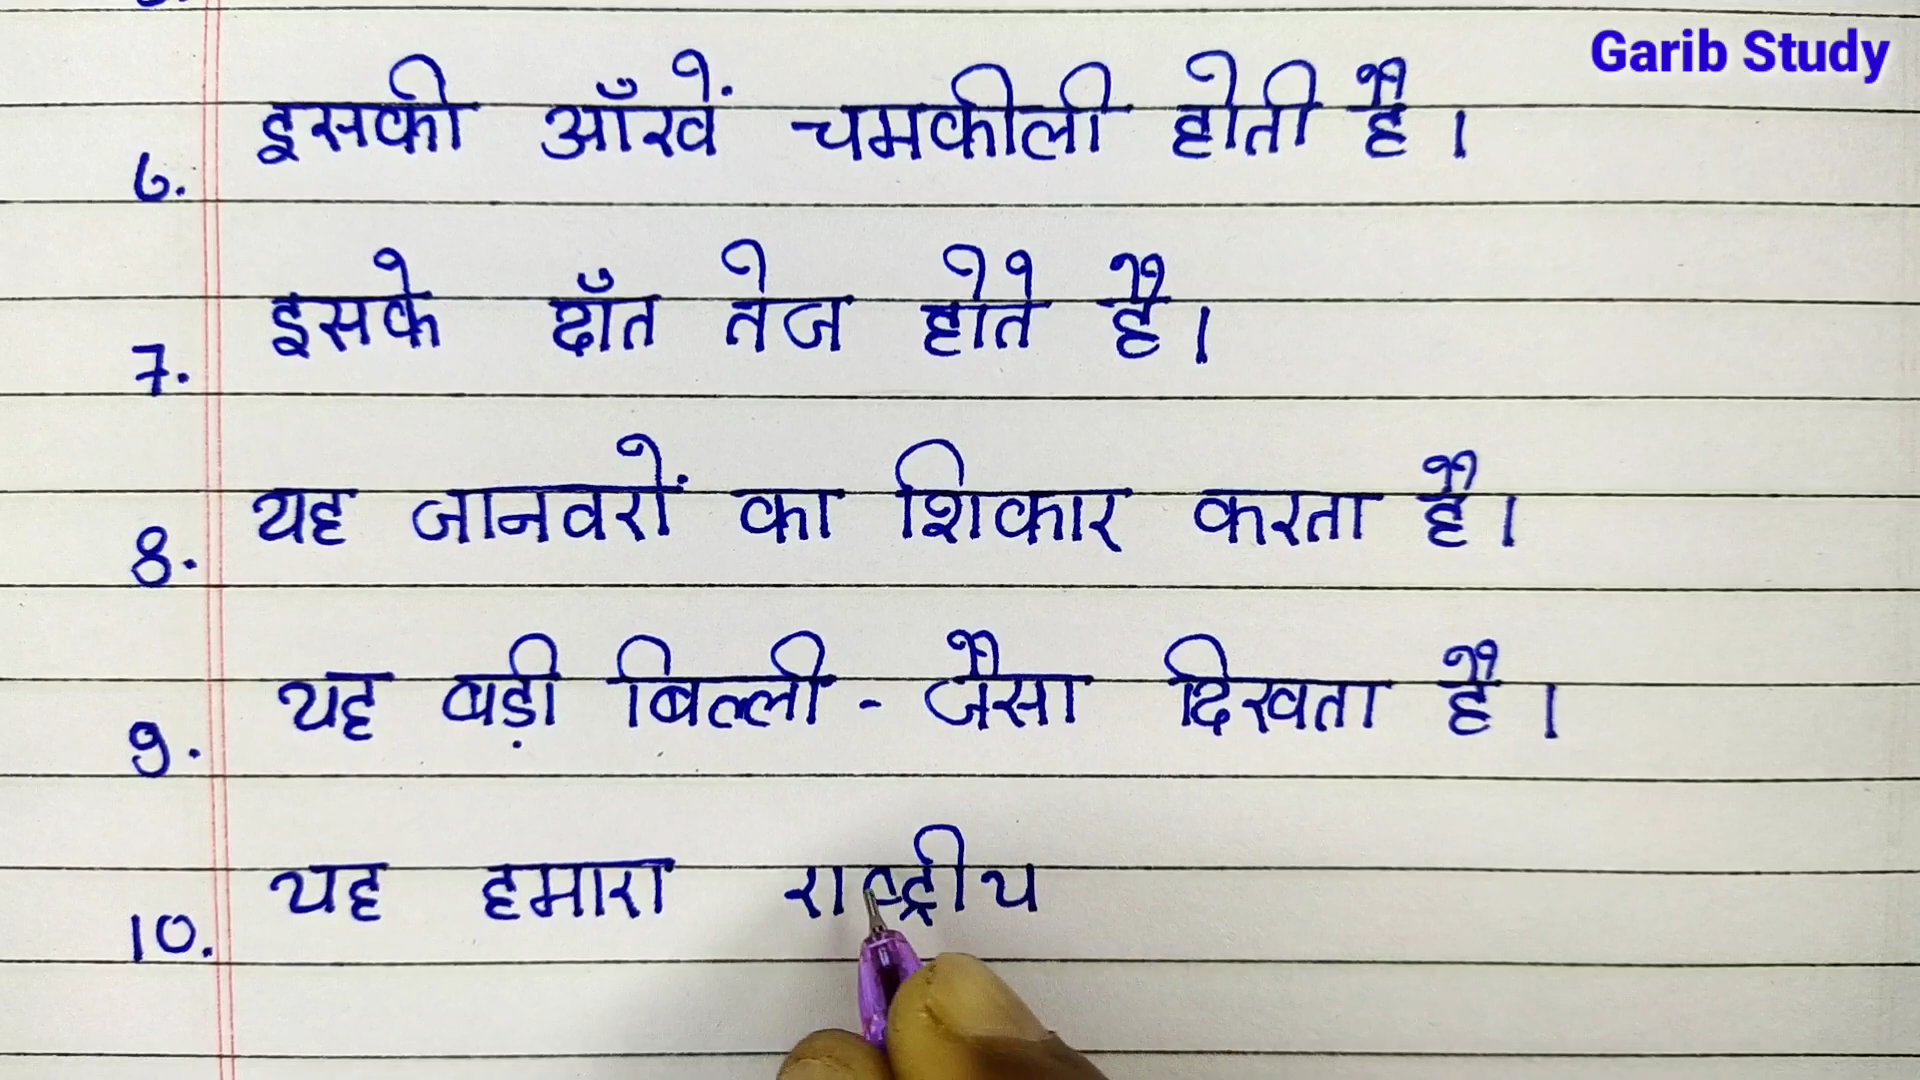 Garib Study
6. इसकी आँखें चमकीली होती है।
7. इसके दाँत तेज होते है।
8. यह जानवरों का शिकार करता है।
9. यह बड़ी बिल्ली - जैसा दिखता है।
10. यह हमारा राष्ट्रीय